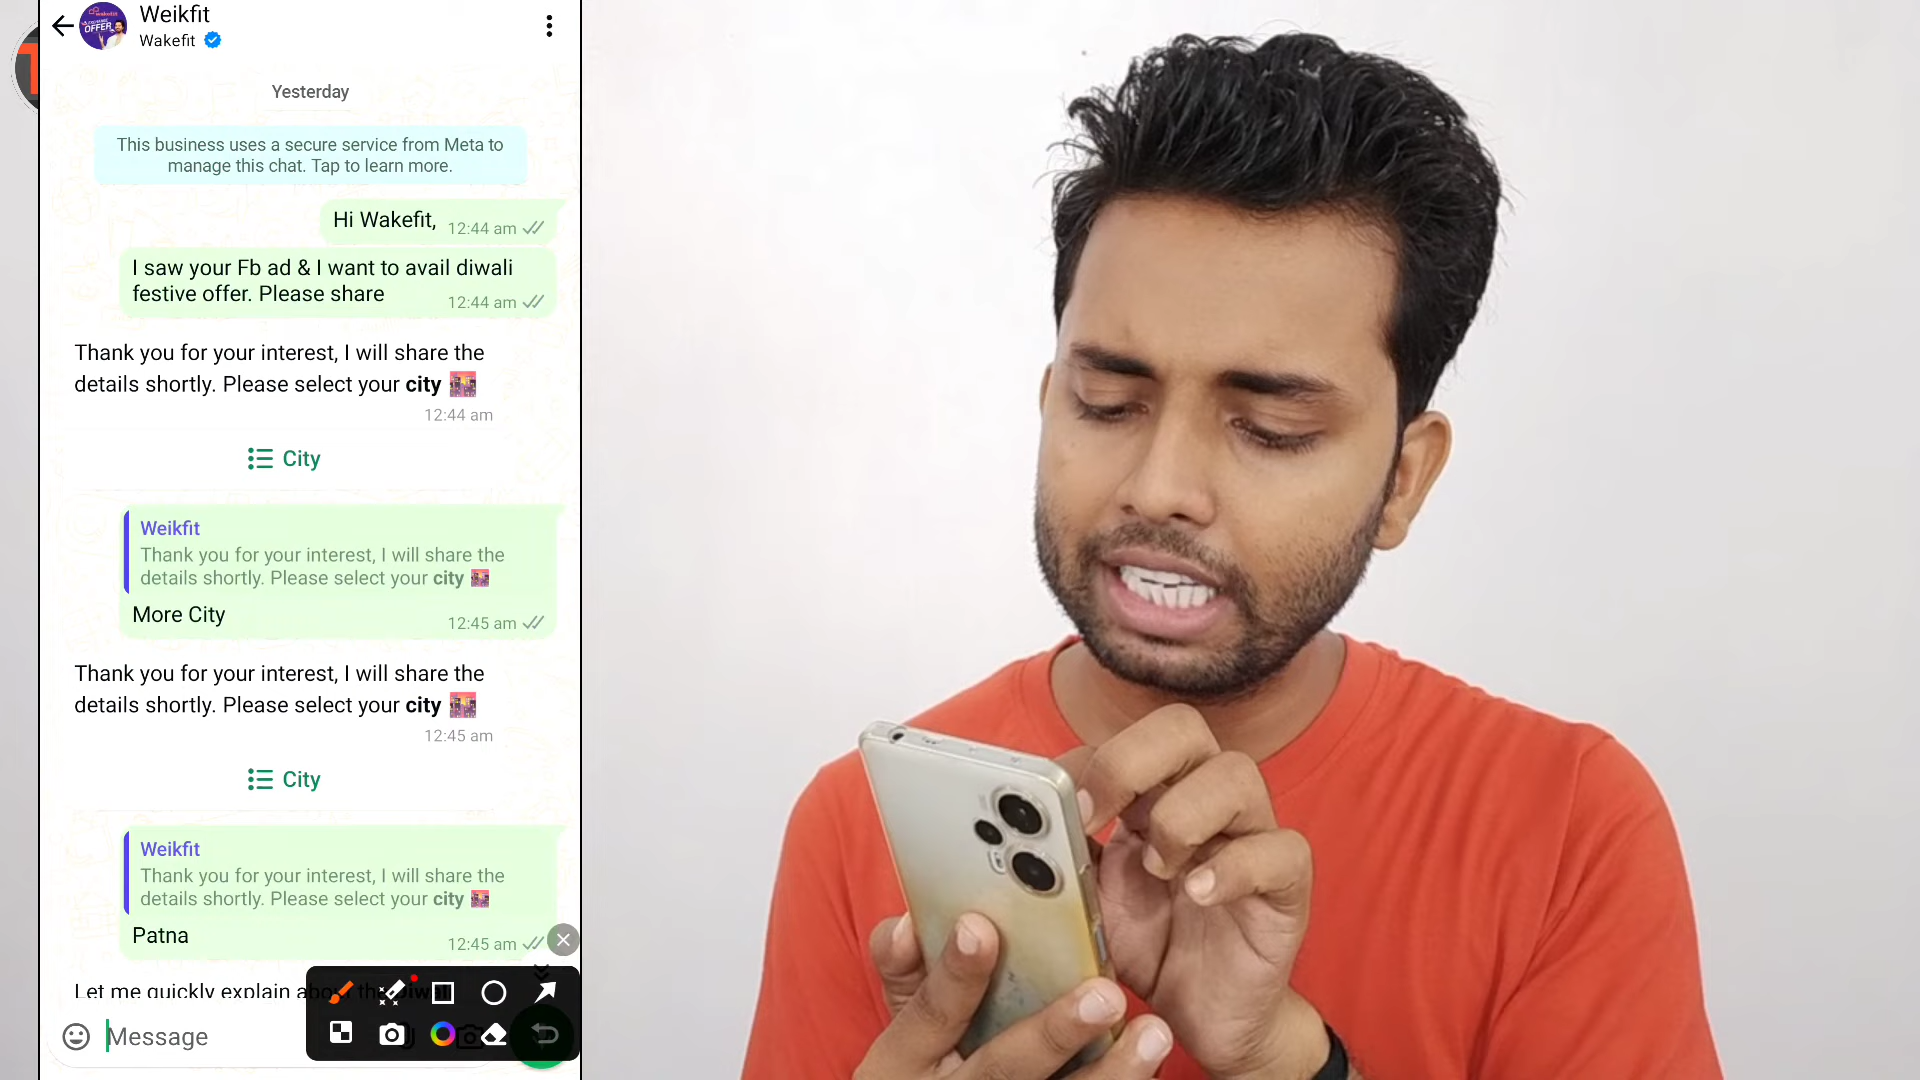 Weikfit
Wakefit
Yesterday
This business uses a secure service from Meta to
manage this chat. Tap to learn more.
Hi Wakefit,
12:44 am
I saw your Fb ad & I want to avail diwali
festive offer. Please share
12:44 am
Thank you for your interest, I will share the
details shortly. Please select your city
12:44 am
City
Weikfit
Thank you for your interest, I will share the
details shortly. Please select your city
More City
12:45 am
Thank you for your interest, I will share the
details shortly. Please select your city
12:45 am
City
Weikfit
Thank you for your interest, I will share the
details shortly. Please select your city
Patna
12:45 am
Let me quickly explain about the
Message